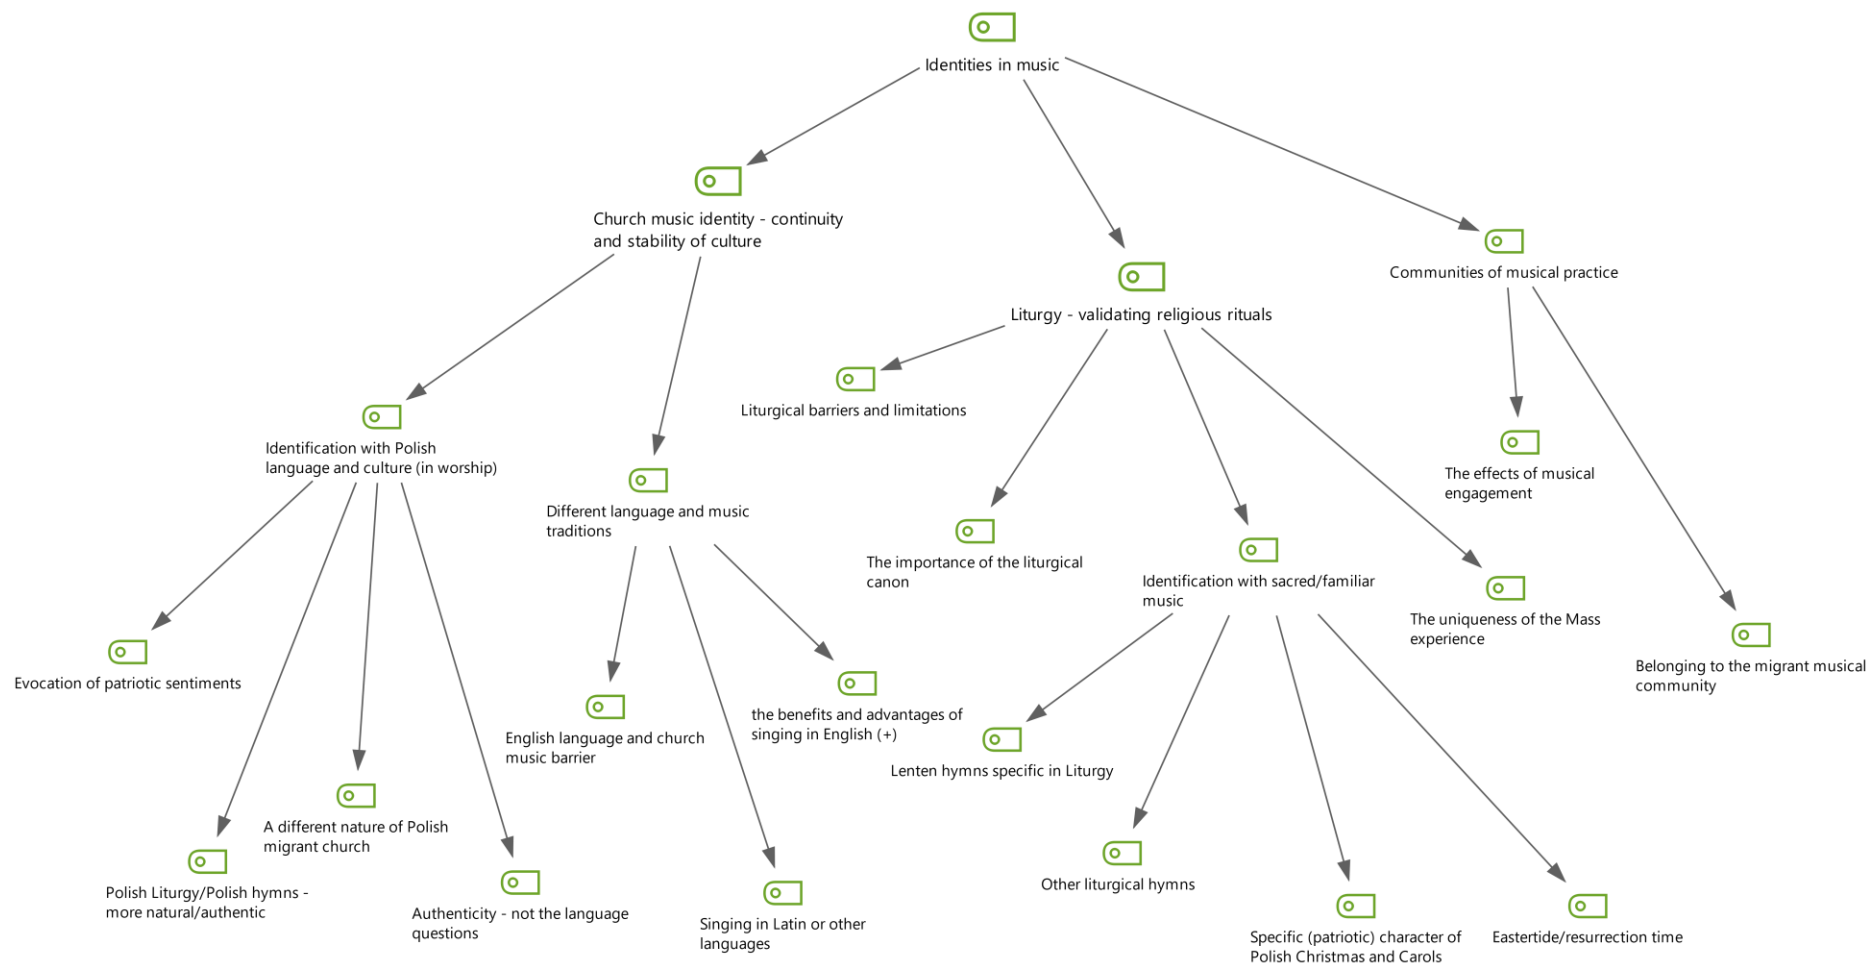 Identities in music
Church music identity - continuity
and stability of culture
Communities of musical practice
Liturgy - validating religious rituals
Liturgical barriers and limitations
Identification with Polish
language and culture (in worship)
The effects of musical
engagement
Different language and music
traditions
The importance of the liturgical
canon
Identification with sacred/familiar
music
The uniqueness of the Mass
experience
Belonging to the migrant musical
community
Evocation of patriotic sentiments
the benefits and advantages of
singing in English (+)
English language and church
music barrier
Lenten hymns specific in Liturgy
A different nature of Polish
migrant church
Polish Liturgy/Polish hymns -
more natural/authentic
Other liturgical hymns
Authenticity - not the language
questions
Singing in Latin or other
languages
Specific (patriotic) character of
Polish Christmas and Carols
Eastertide/resurrection time